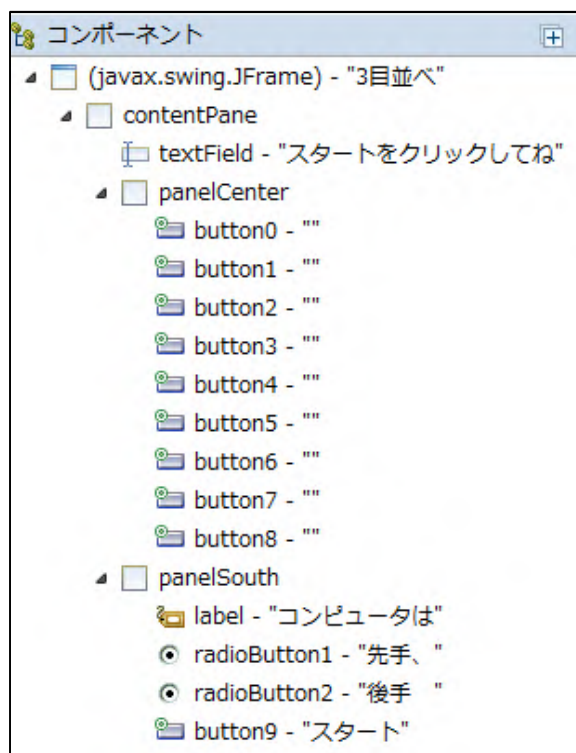 コンポーネント
(javax.swing.JFrame) - "3目並べ"
contentPane
textField - "スタートをクリックしてね"
panelCenter
button0 - ""
button1 - ""
button2 - ""
button3 - ""
button4 - ""
button5 - ""
button6 - ""
button7 - ""
button8 - ""
panelSouth
label - "コンピュータは"
radioButton1 - "先手、"
radioButton2 - "後手　"
button9 - "スタート"